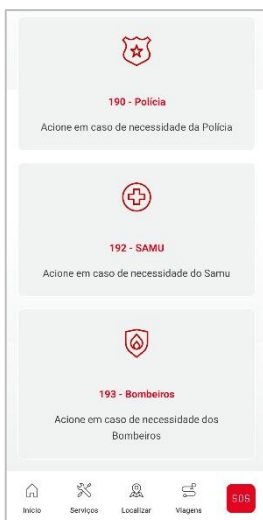 190 - Polícia
Acione em caso de necessidade da Polícia
192 - SAMU
Acione em caso de necessidade do Samu
193 - Bombeiros
Acione em caso de necessidade dos
Bombeiros
Início Serviços Localizar Viagens SOS